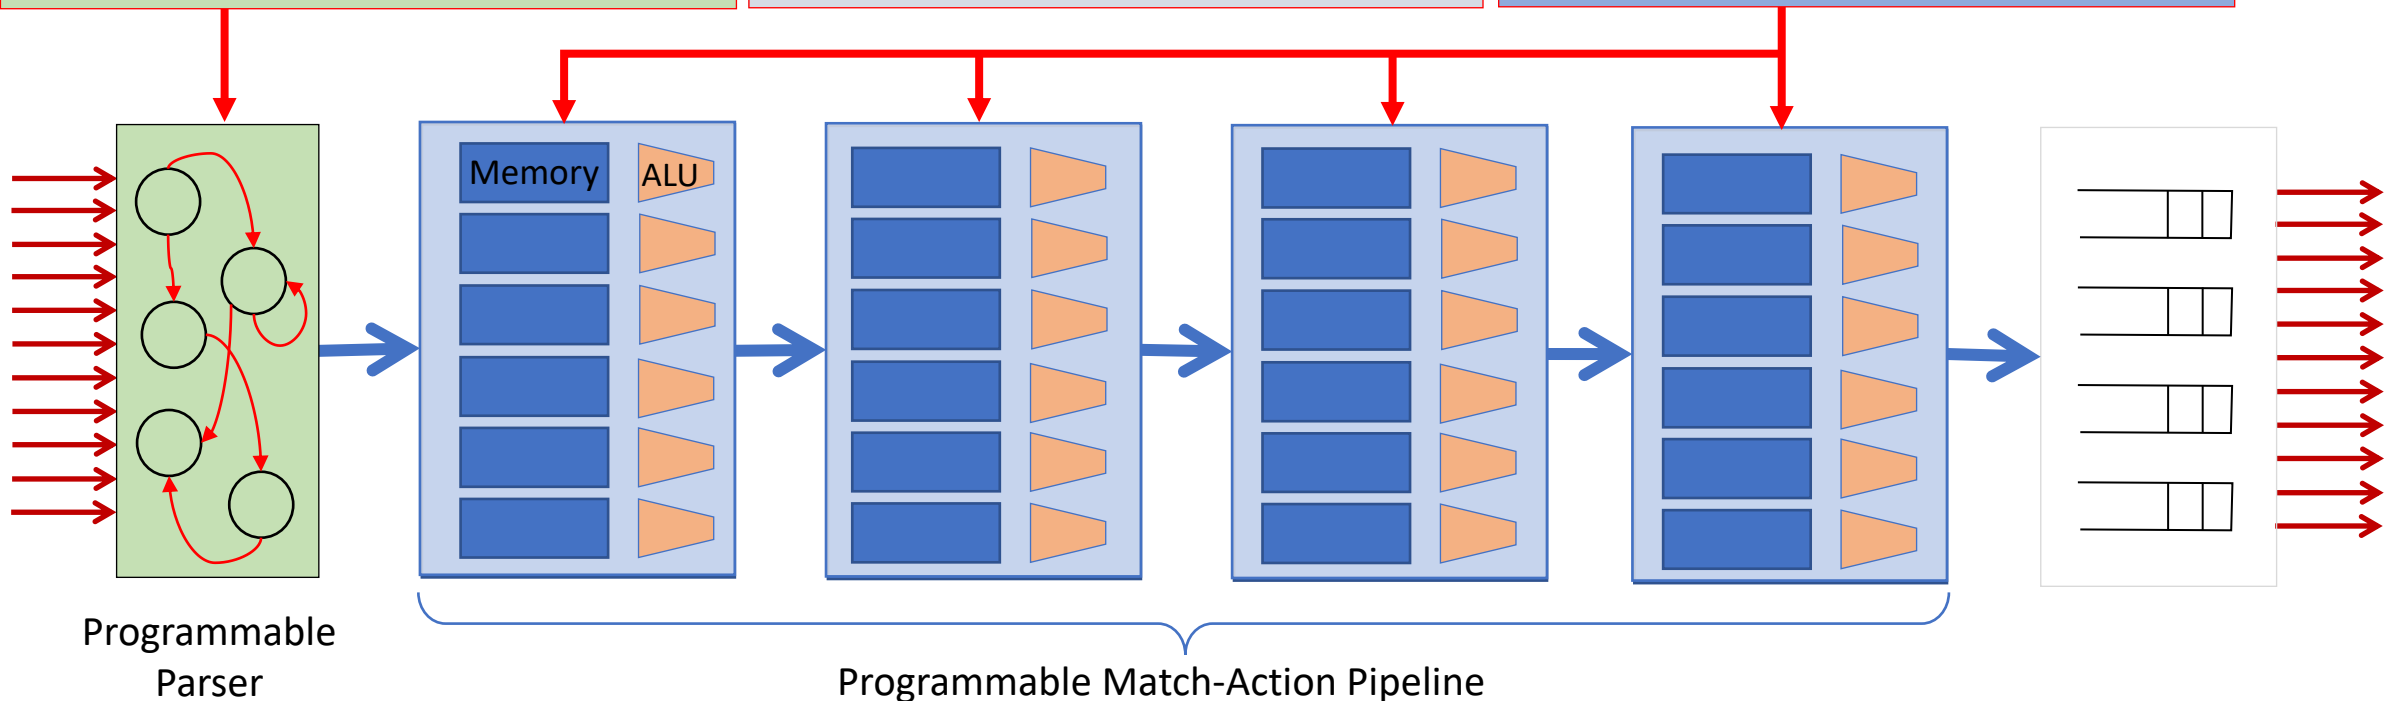 Memory
ALU
Programmable
Parser
Programmable Match-Action Pipeline